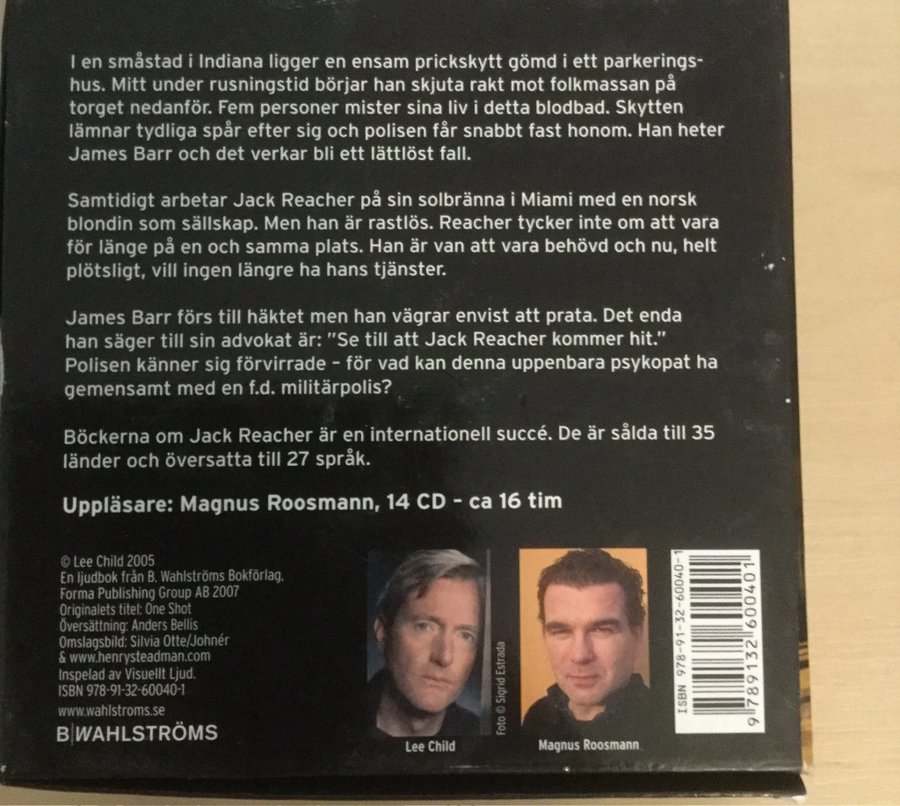 I en småstad i Indiana ligger en ensam prickskytt gömd i ett parkerings-
hus. Mitt under rusningstid börjar han skjuta rakt mot folkmassan på
torget nedanför. Fem personer mister sina liv i detta blodbad. Skytten
lämnar tydliga spår efter sig och polisen får snabbt fast honom. Han heter
James Barr och det verkar bli ett lättlöst fall.
Samtidigt arbetar Jack Reacher på sin solbränna i Miami med en norsk
blondin som sällskap. Men han är rastlös. Reacher tycker inte om att vara
för länge på en och samma plats. Han är van att vara behövd och nu, helt
plötsligt, vill ingen längre ha hans tjänster.
James Barr förs till häktet men han vägrar envist att prata. Det enda
han säger till sin advokat är: ”Se till att Jack Reacher kommer hit.”
Polisen känner sig förvirrade – för vad kan denna uppenbara psykopat ha
gemensamt med en f.d. militärpolis?
Böckerna om Jack Reacher är en internationell succé. De är sålda till 35
länder och översatta till 27 språk.
Uppläsare: Magnus Roosmann, 14 CD – ca 16 tim
© Lee Child 2005
En ljudbok från B. Wahlströms Bokförlag,
Forma Publishing Group AB 2007
Originalets titel: One Shot
Översättning: Anders Bellis
Omslagsbild: Silvia Otte/Johnér
& www.henrysteadman.com
Inspelad av Visuellt Ljud.
ISBN 978-91-32-60040-1
www.wahlstroms.se
B|WAHLSTRÖMS
Lee Child
Foto © Sigrid Estrada
Magnus Roosmann
ISBN 978-91-32-60040-1
9 789132 600401